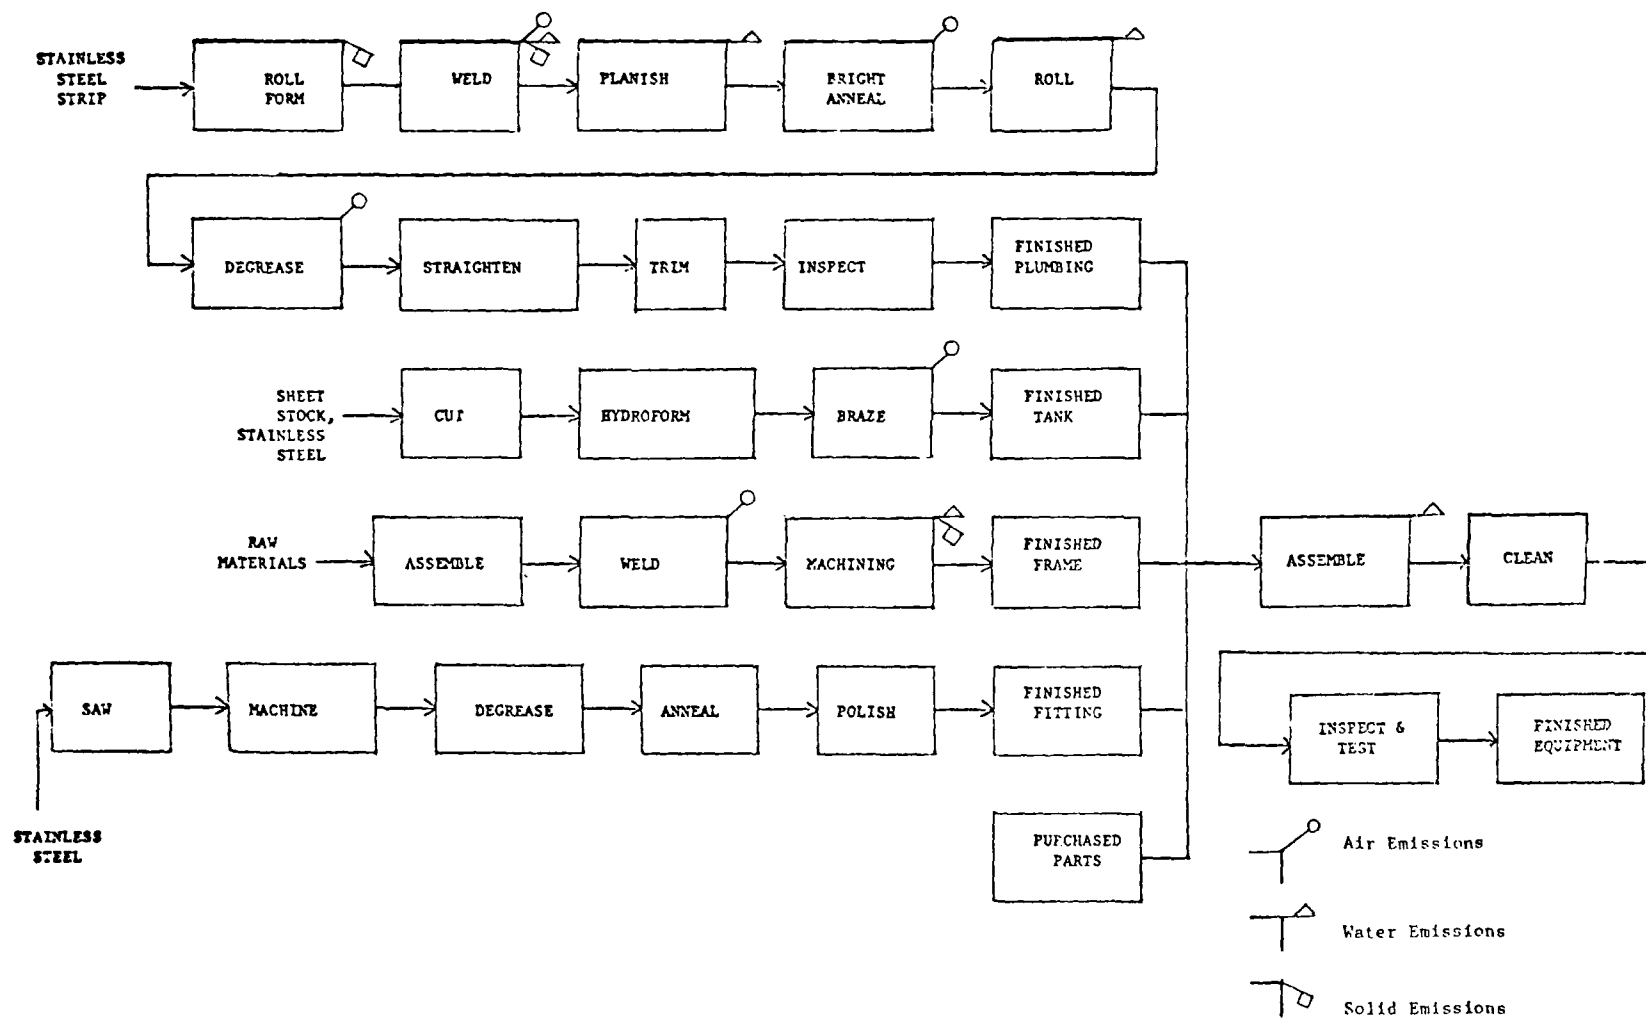 STAINLESS
STEEL
STRIP
ROLL
FORM
WELD
PLANISH
BRIGHT
ANNEAL
ROLL
DEGREASE
STRAIGHTEN
TRIM
INSPECT
FINISHED
PLUMBING
SHEET
STOCK,
STAINLESS
STEEL
CUT
HYDROFORM
BRAZE
FINISHED
TANK
RAW
MATERIALS
ASSEMBLE
WELD
MACHINING
FINISHED
FRAME
ASSEMBLE
CLEAN
SAW
MACHINE
DEGREASE
ANNEAL
POLISH
FINISHED
FITTING
INSPECT &
TEST
FINISHED
EQUIPMENT
STAINLESS
STEEL
PURCHASED
PARTS
Air Emissions
Water Emissions
Solid Emissions